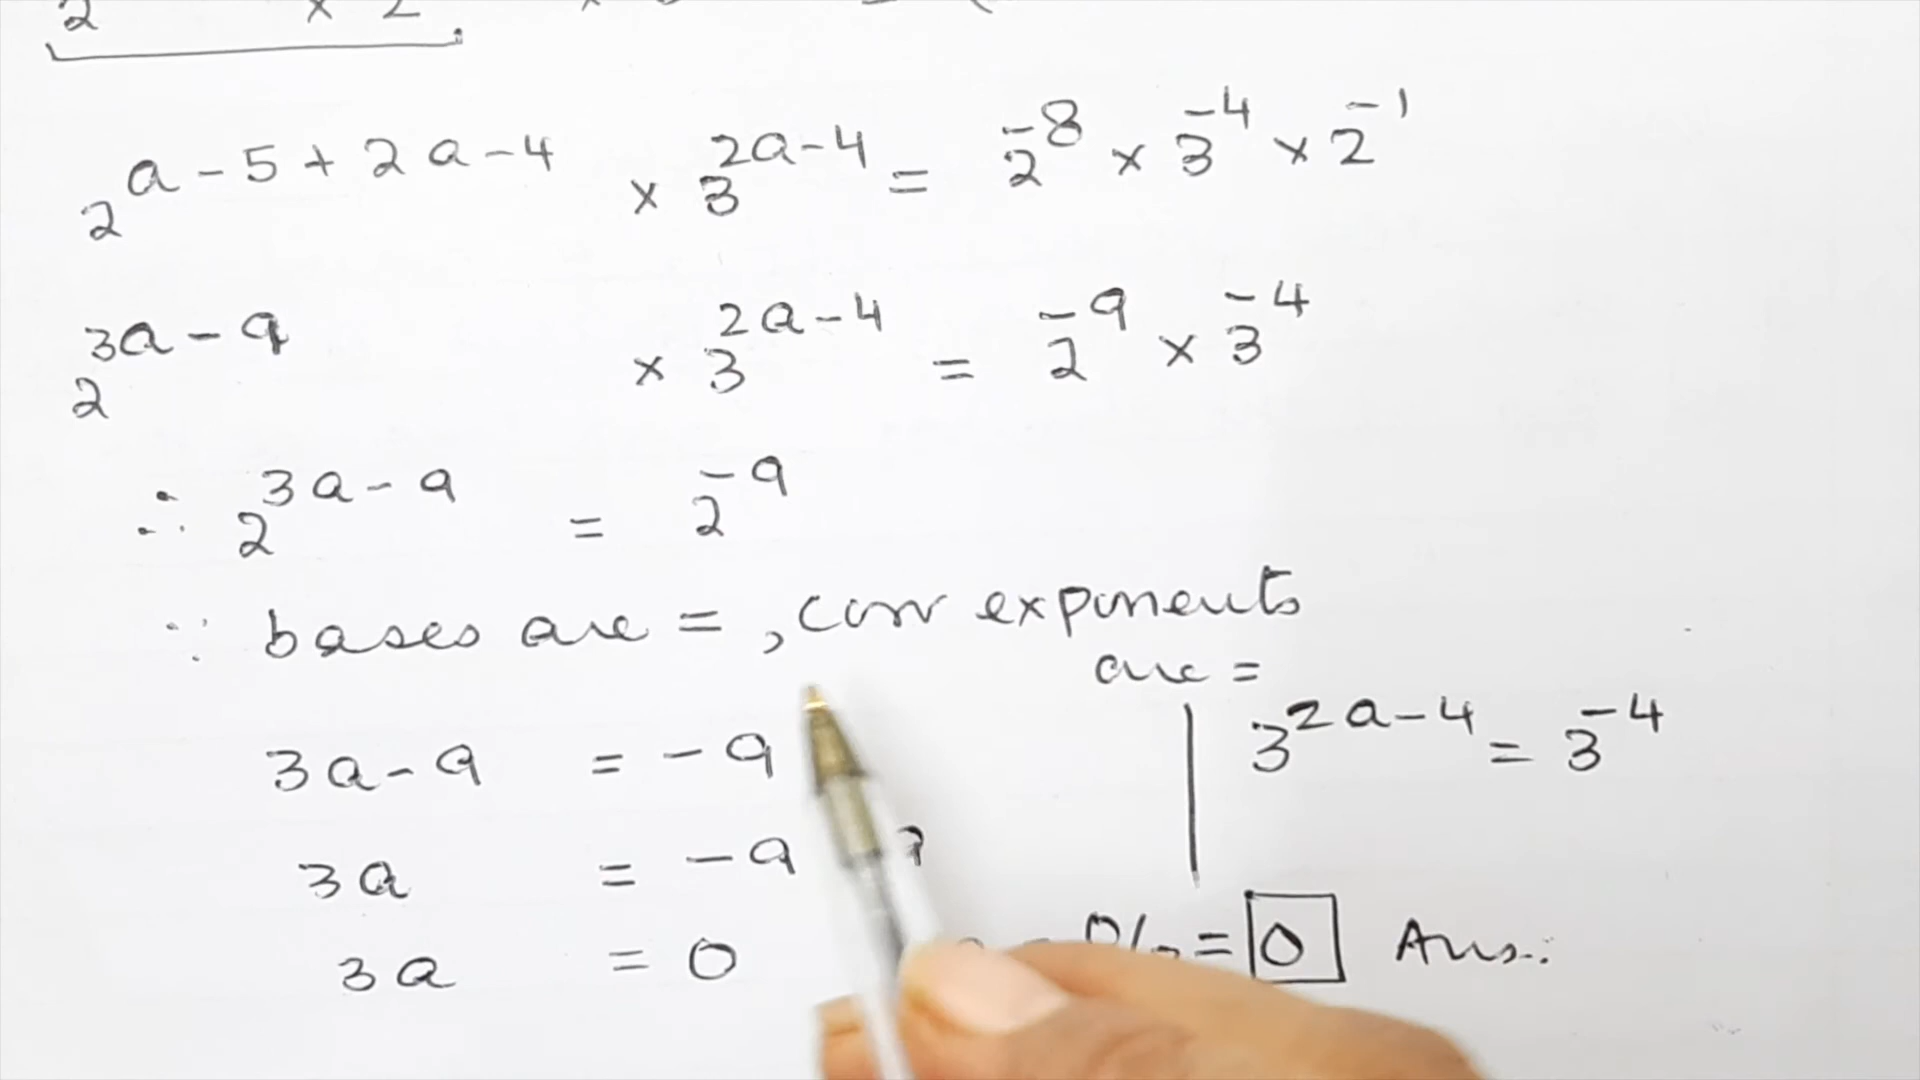 2 × 2
2^{a-5+2a-4} × 3^{2a-4} = 2^{-8} × 3^{-4} × 2^{-1}
2^{3a-9} × 3^{2a-4} = 2^{-9} × 3^{-4}
∴ 2^{3a-9} = 2^{-9}
∵ bases are =, corr exponents
are =
3a-9 = -9
3^{2a-4} = 3^{-4}
3a = -9
3a = 0
= 0 Ans.: